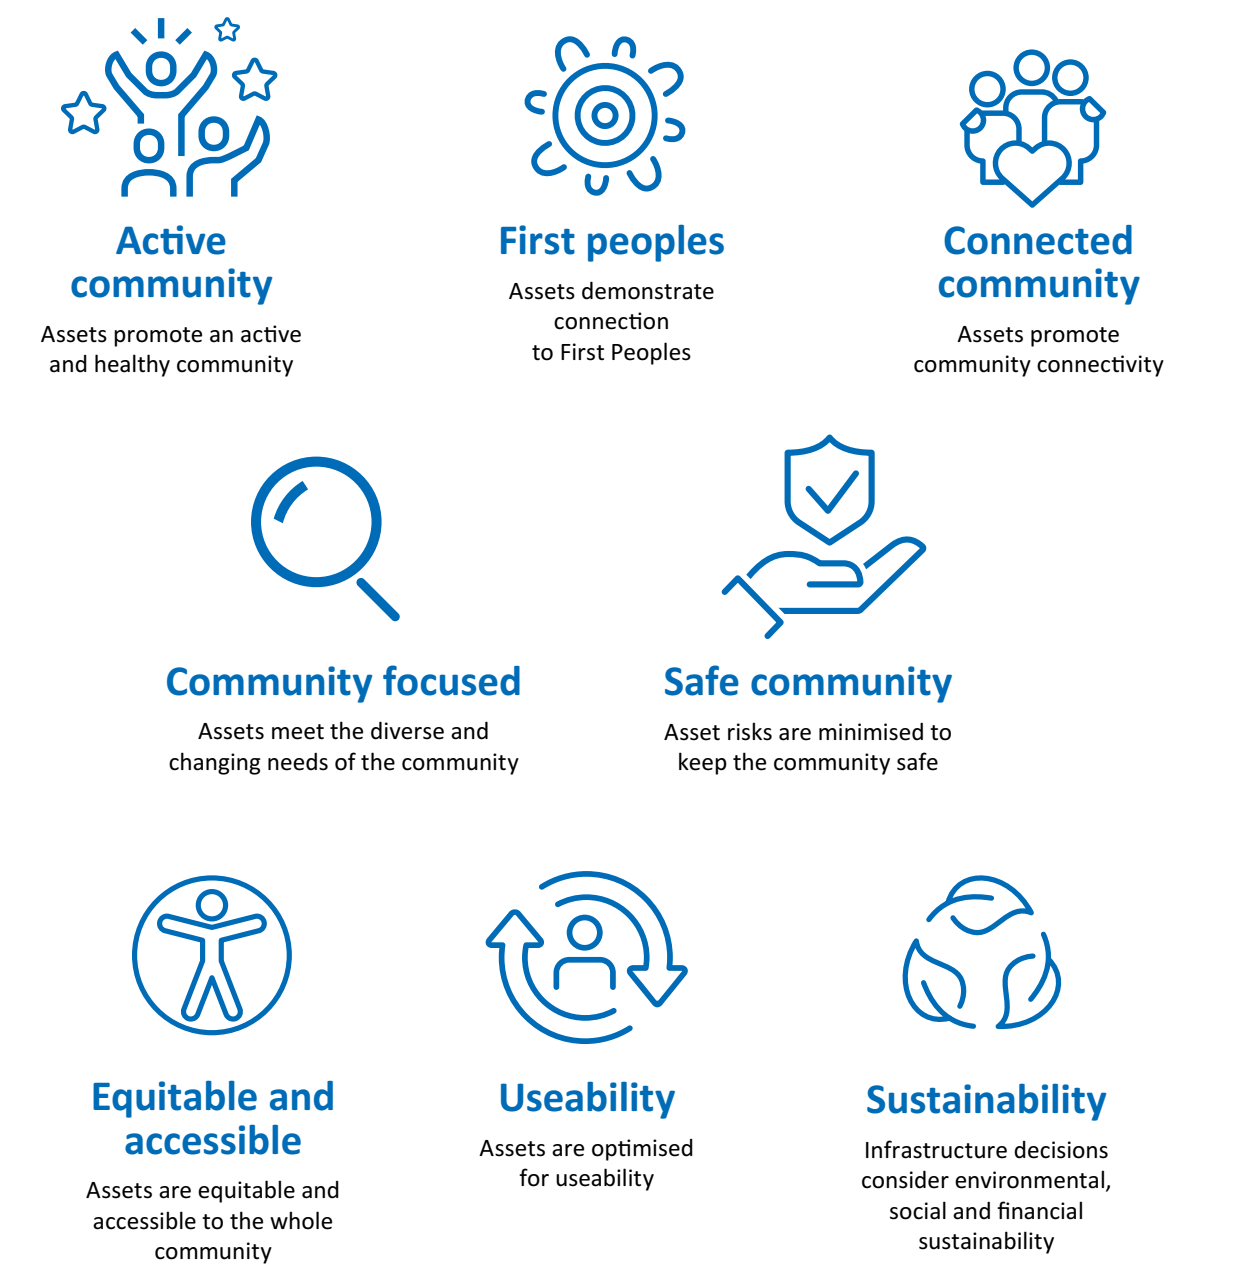 Active
community
Assets promote an active
and healthy community
First peoples
Assets demonstrate
connection
to First Peoples
Connected
community
Assets promote
community connectivity
Community focused
Assets meet the diverse and
changing needs of the community
Safe community
Asset risks are minimised to
keep the community safe
Equitable and
accessible
Assets are equitable and
accessible to the whole
community
Useability
Assets are optimised
for useability
Sustainability
Infrastructure decisions
consider environmental,
social and financial
sustainability